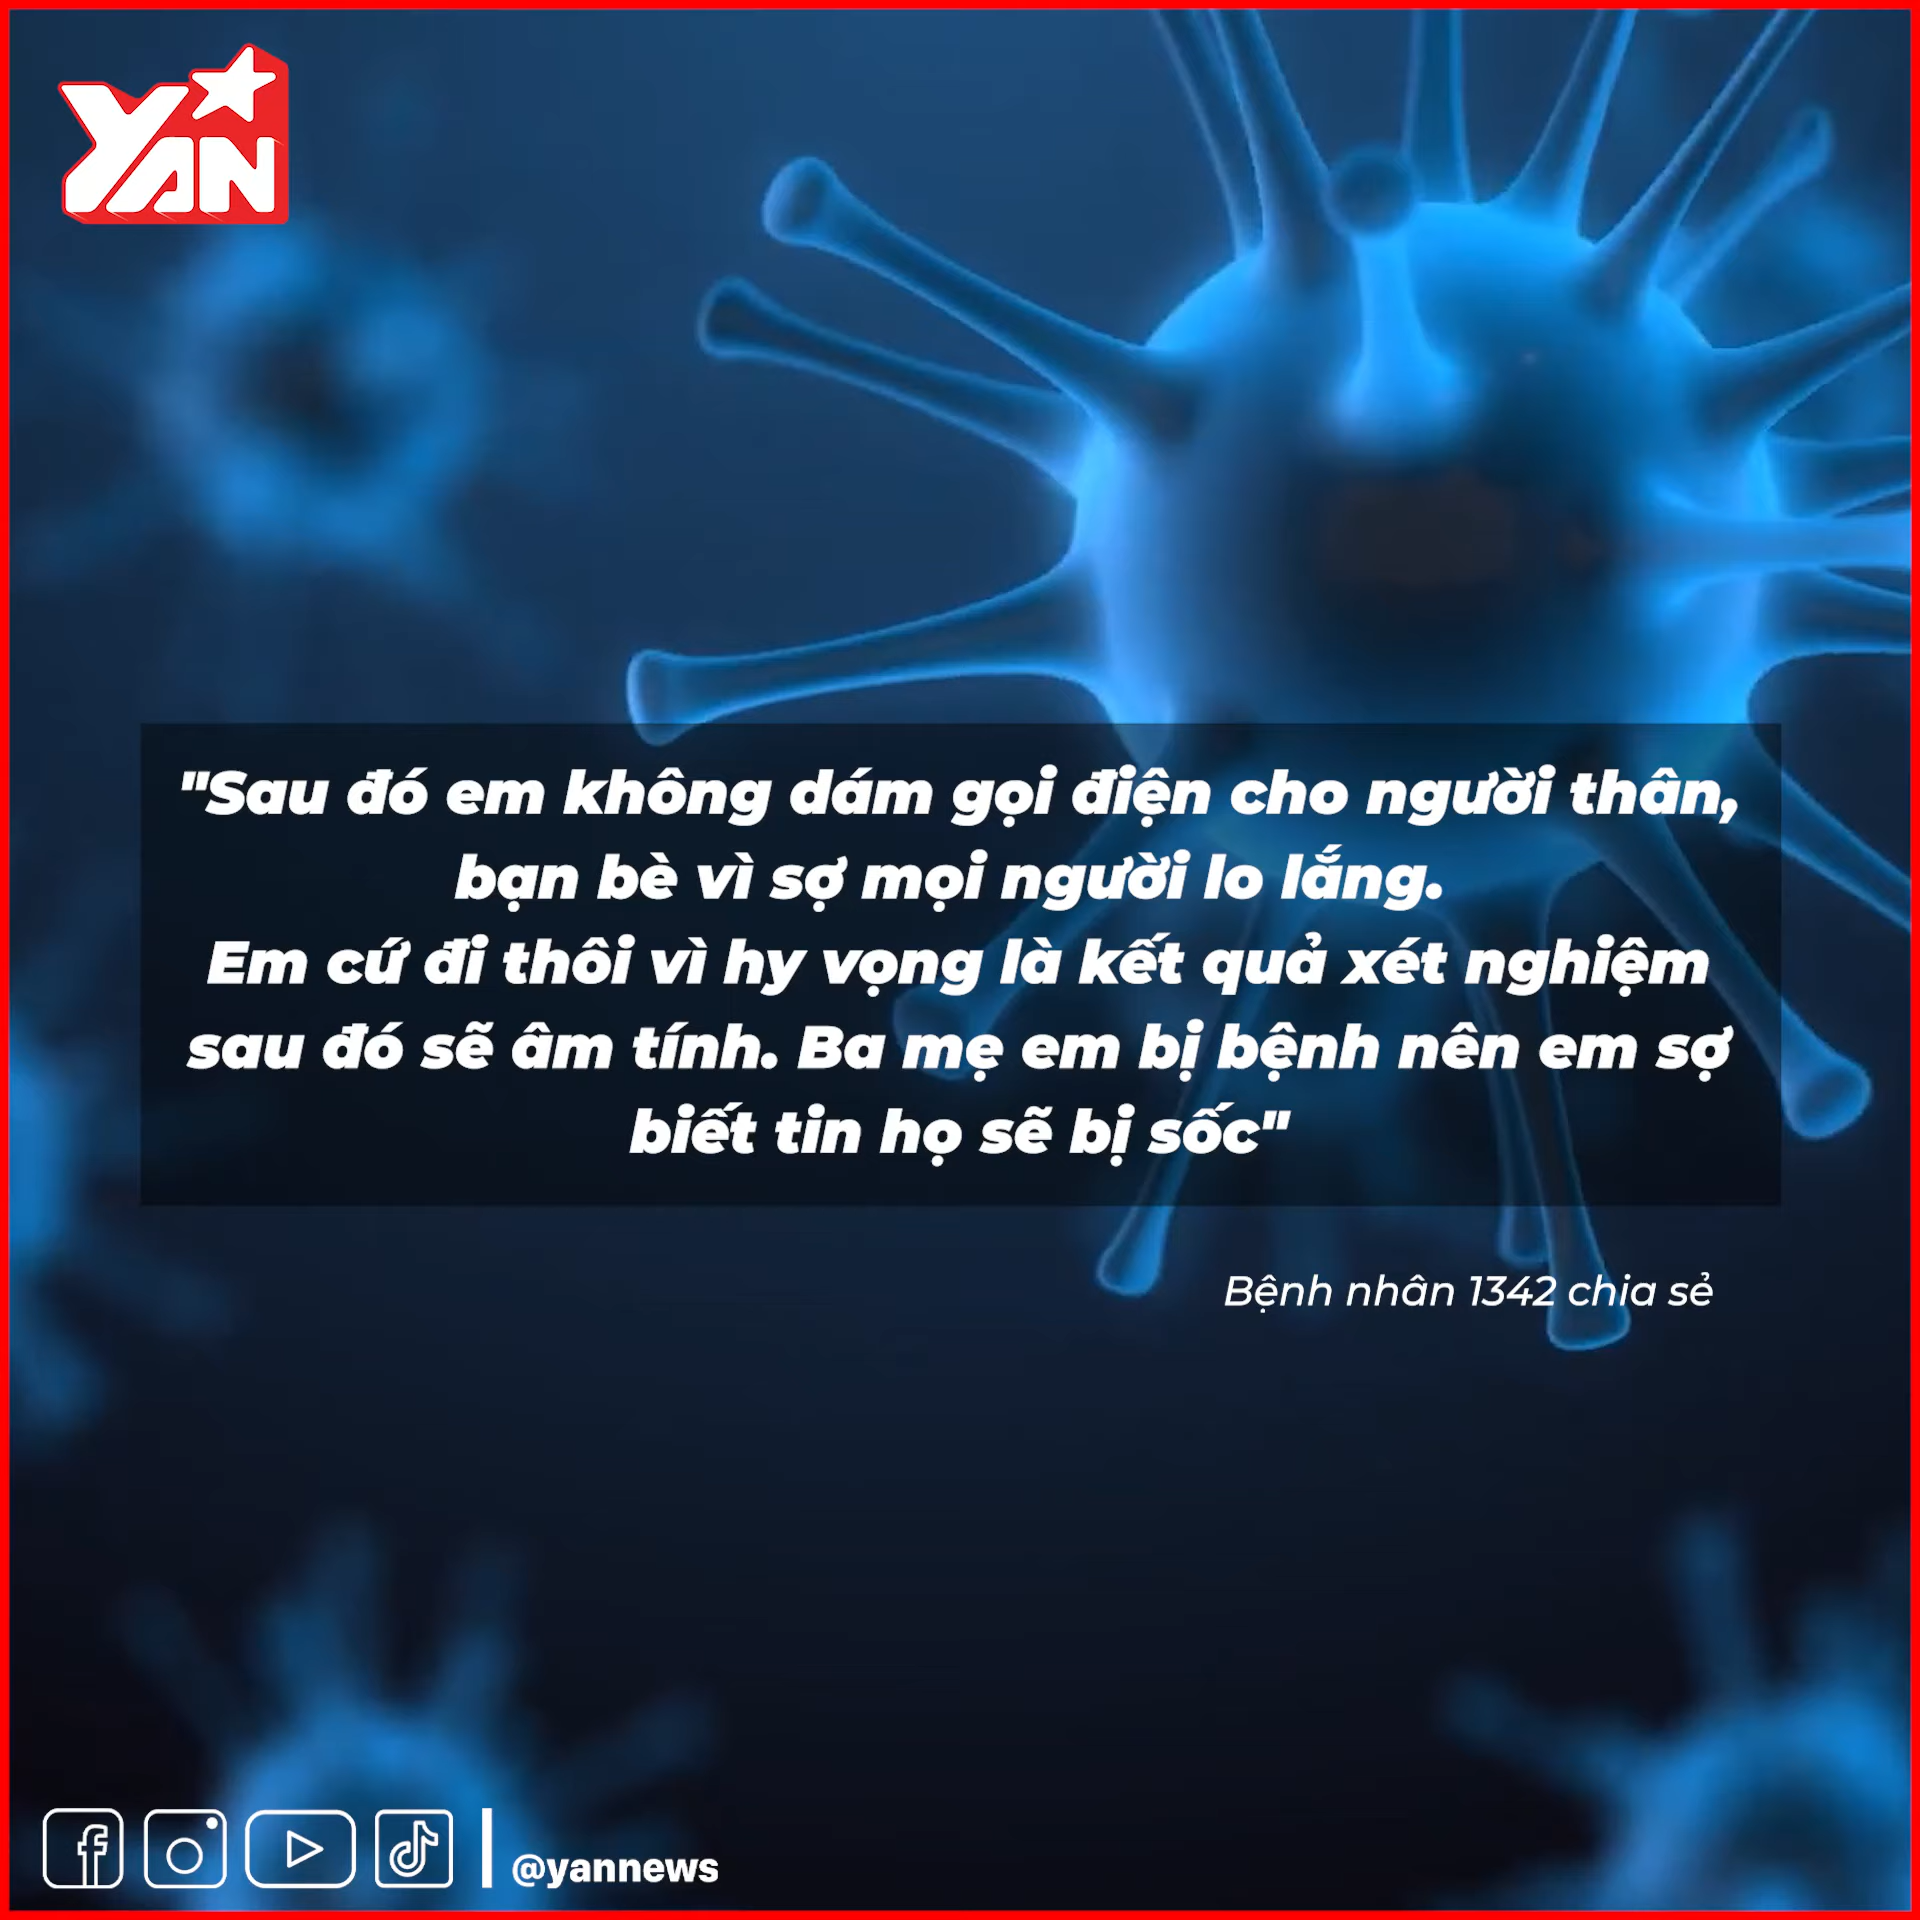 YAN
"Sau đó em không dám gọi điện cho người thân,
bạn bè vì sợ mọi người lo lắng.
Em cứ đi thôi vì hy vọng là kết quả xét nghiệm
sau đó sẽ âm tính. Ba mẹ em bị bệnh nên em sợ
biết tin họ sẽ bị sốc"
Bệnh nhân 1342 chia sẻ
@yannews